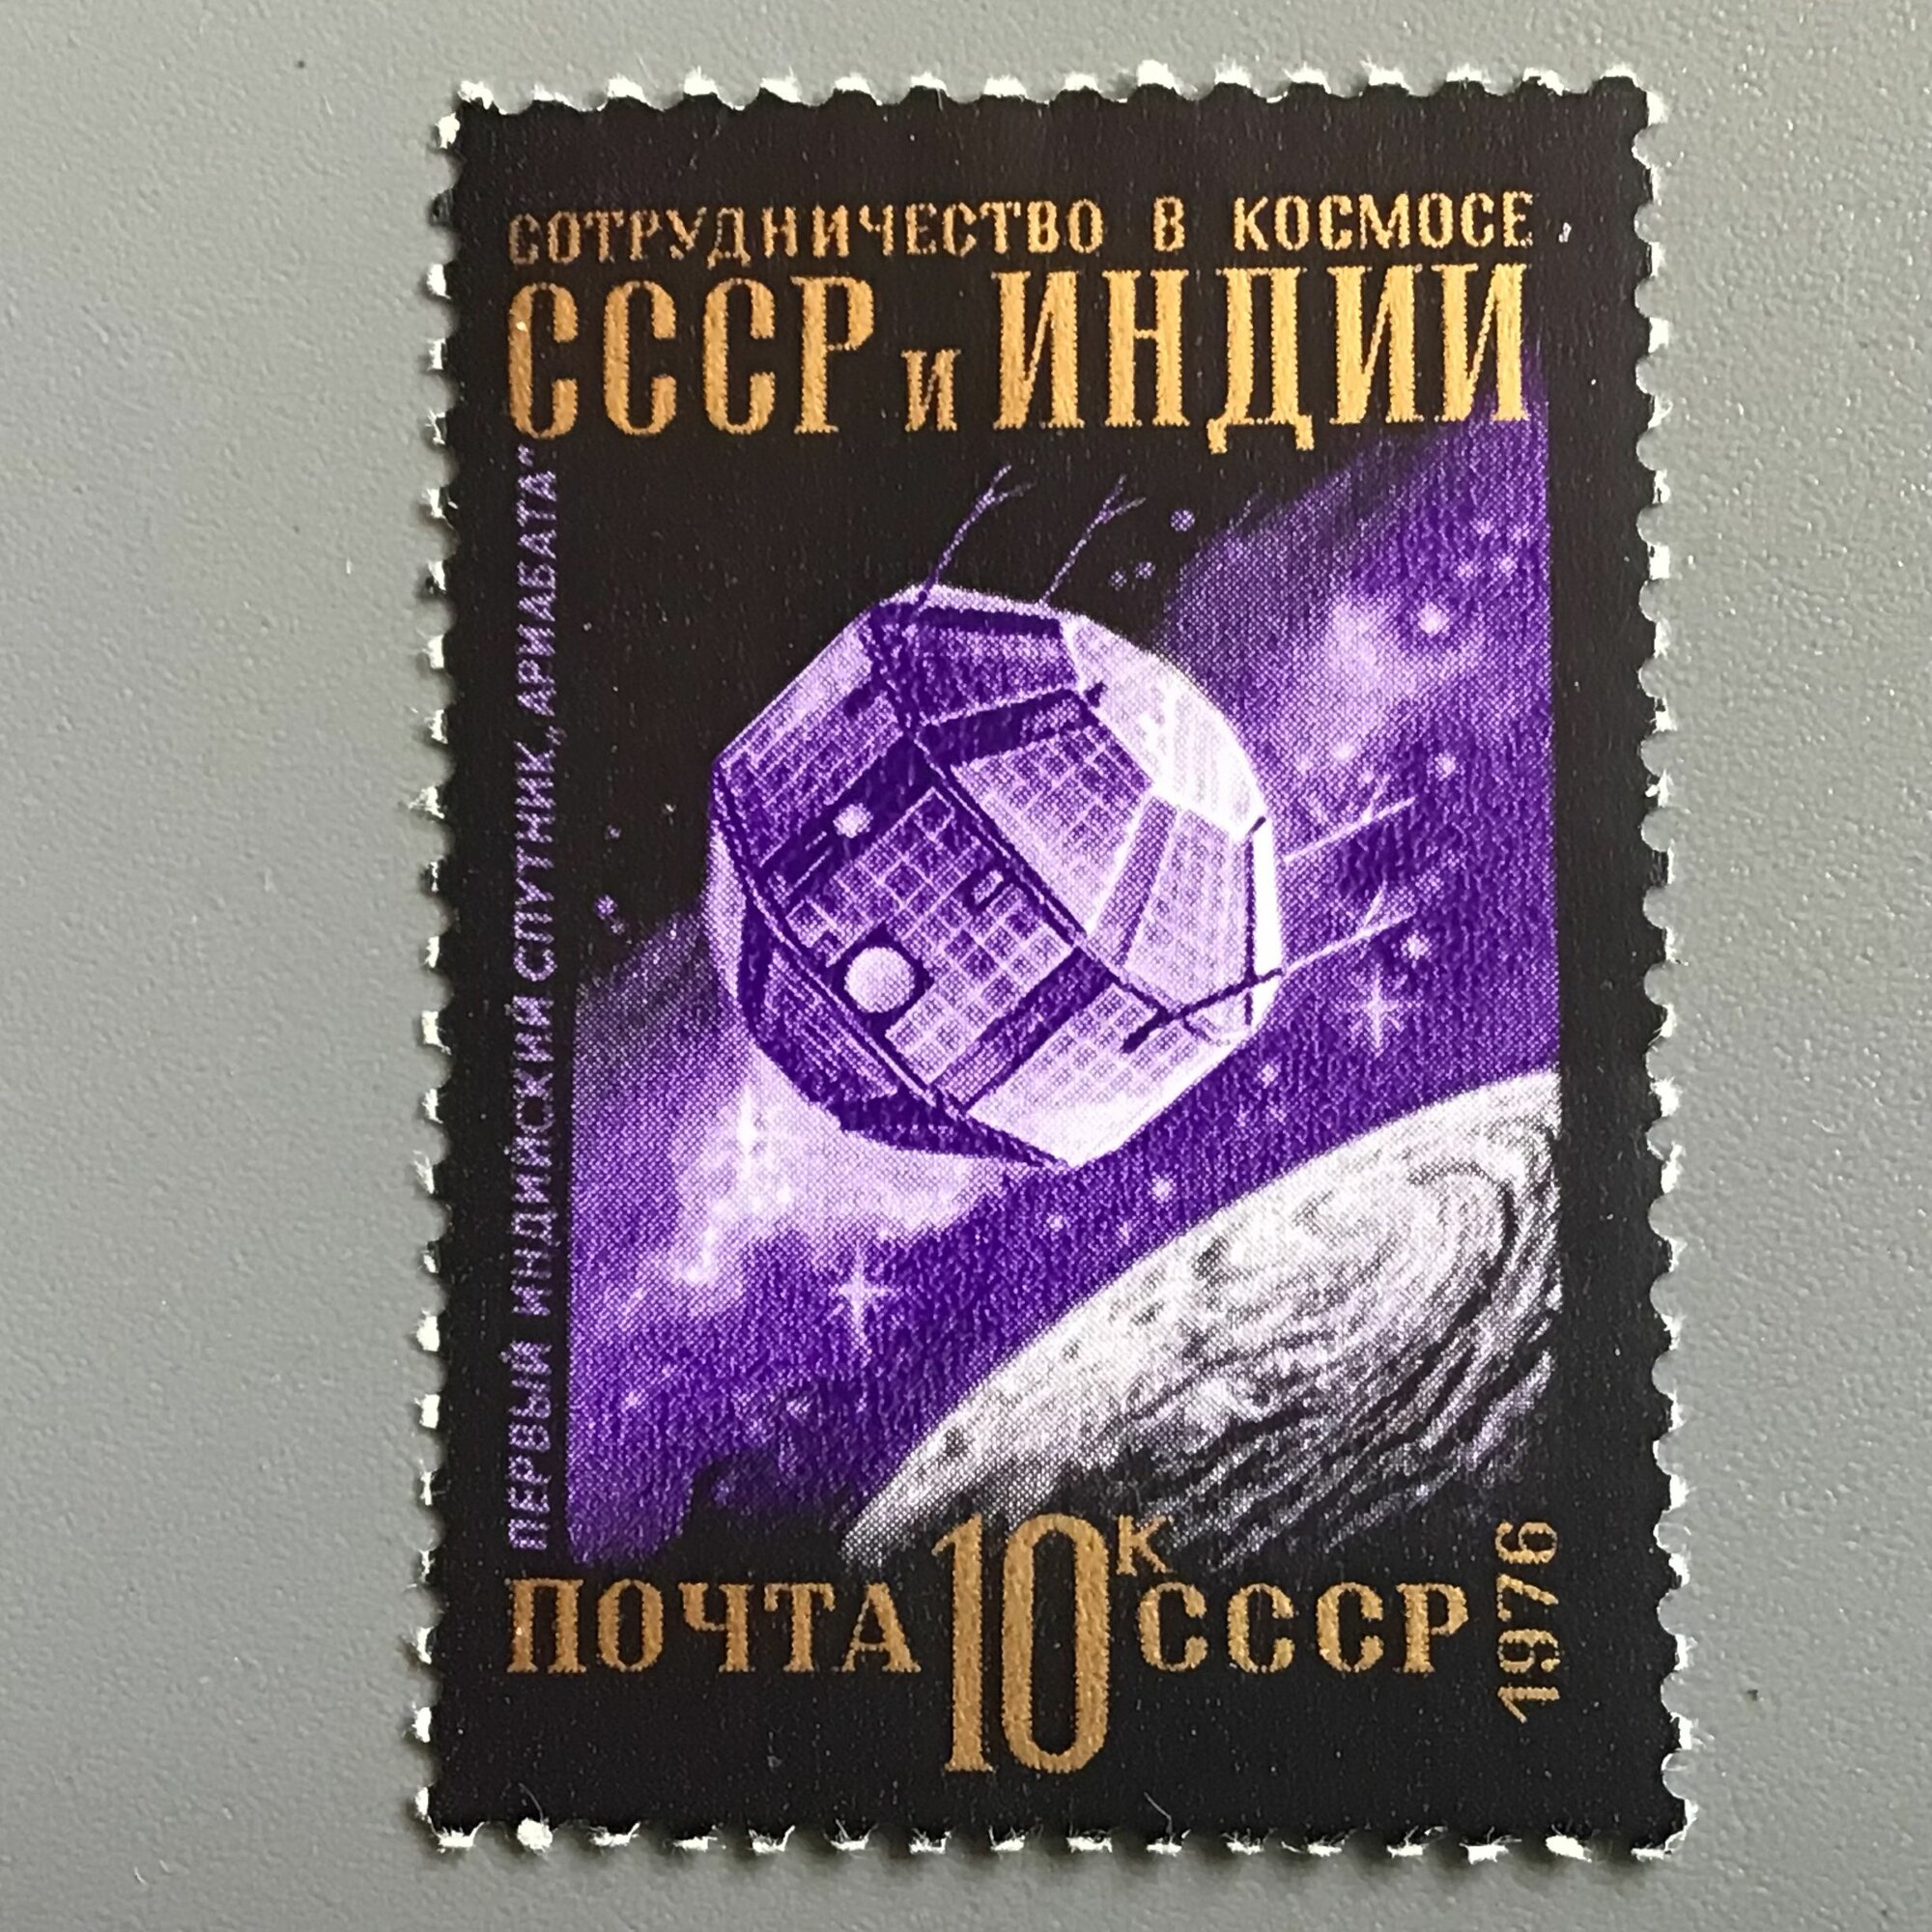 СОТРУДНИЧЕСТВО В КОСМОСЕ
СССР и ИНДИИ
ПЕРВЫЙ ИНДИЙСКИЙ СПУТНИК „АРИАБАТА"
ПОЧТА 10К СССР
1976